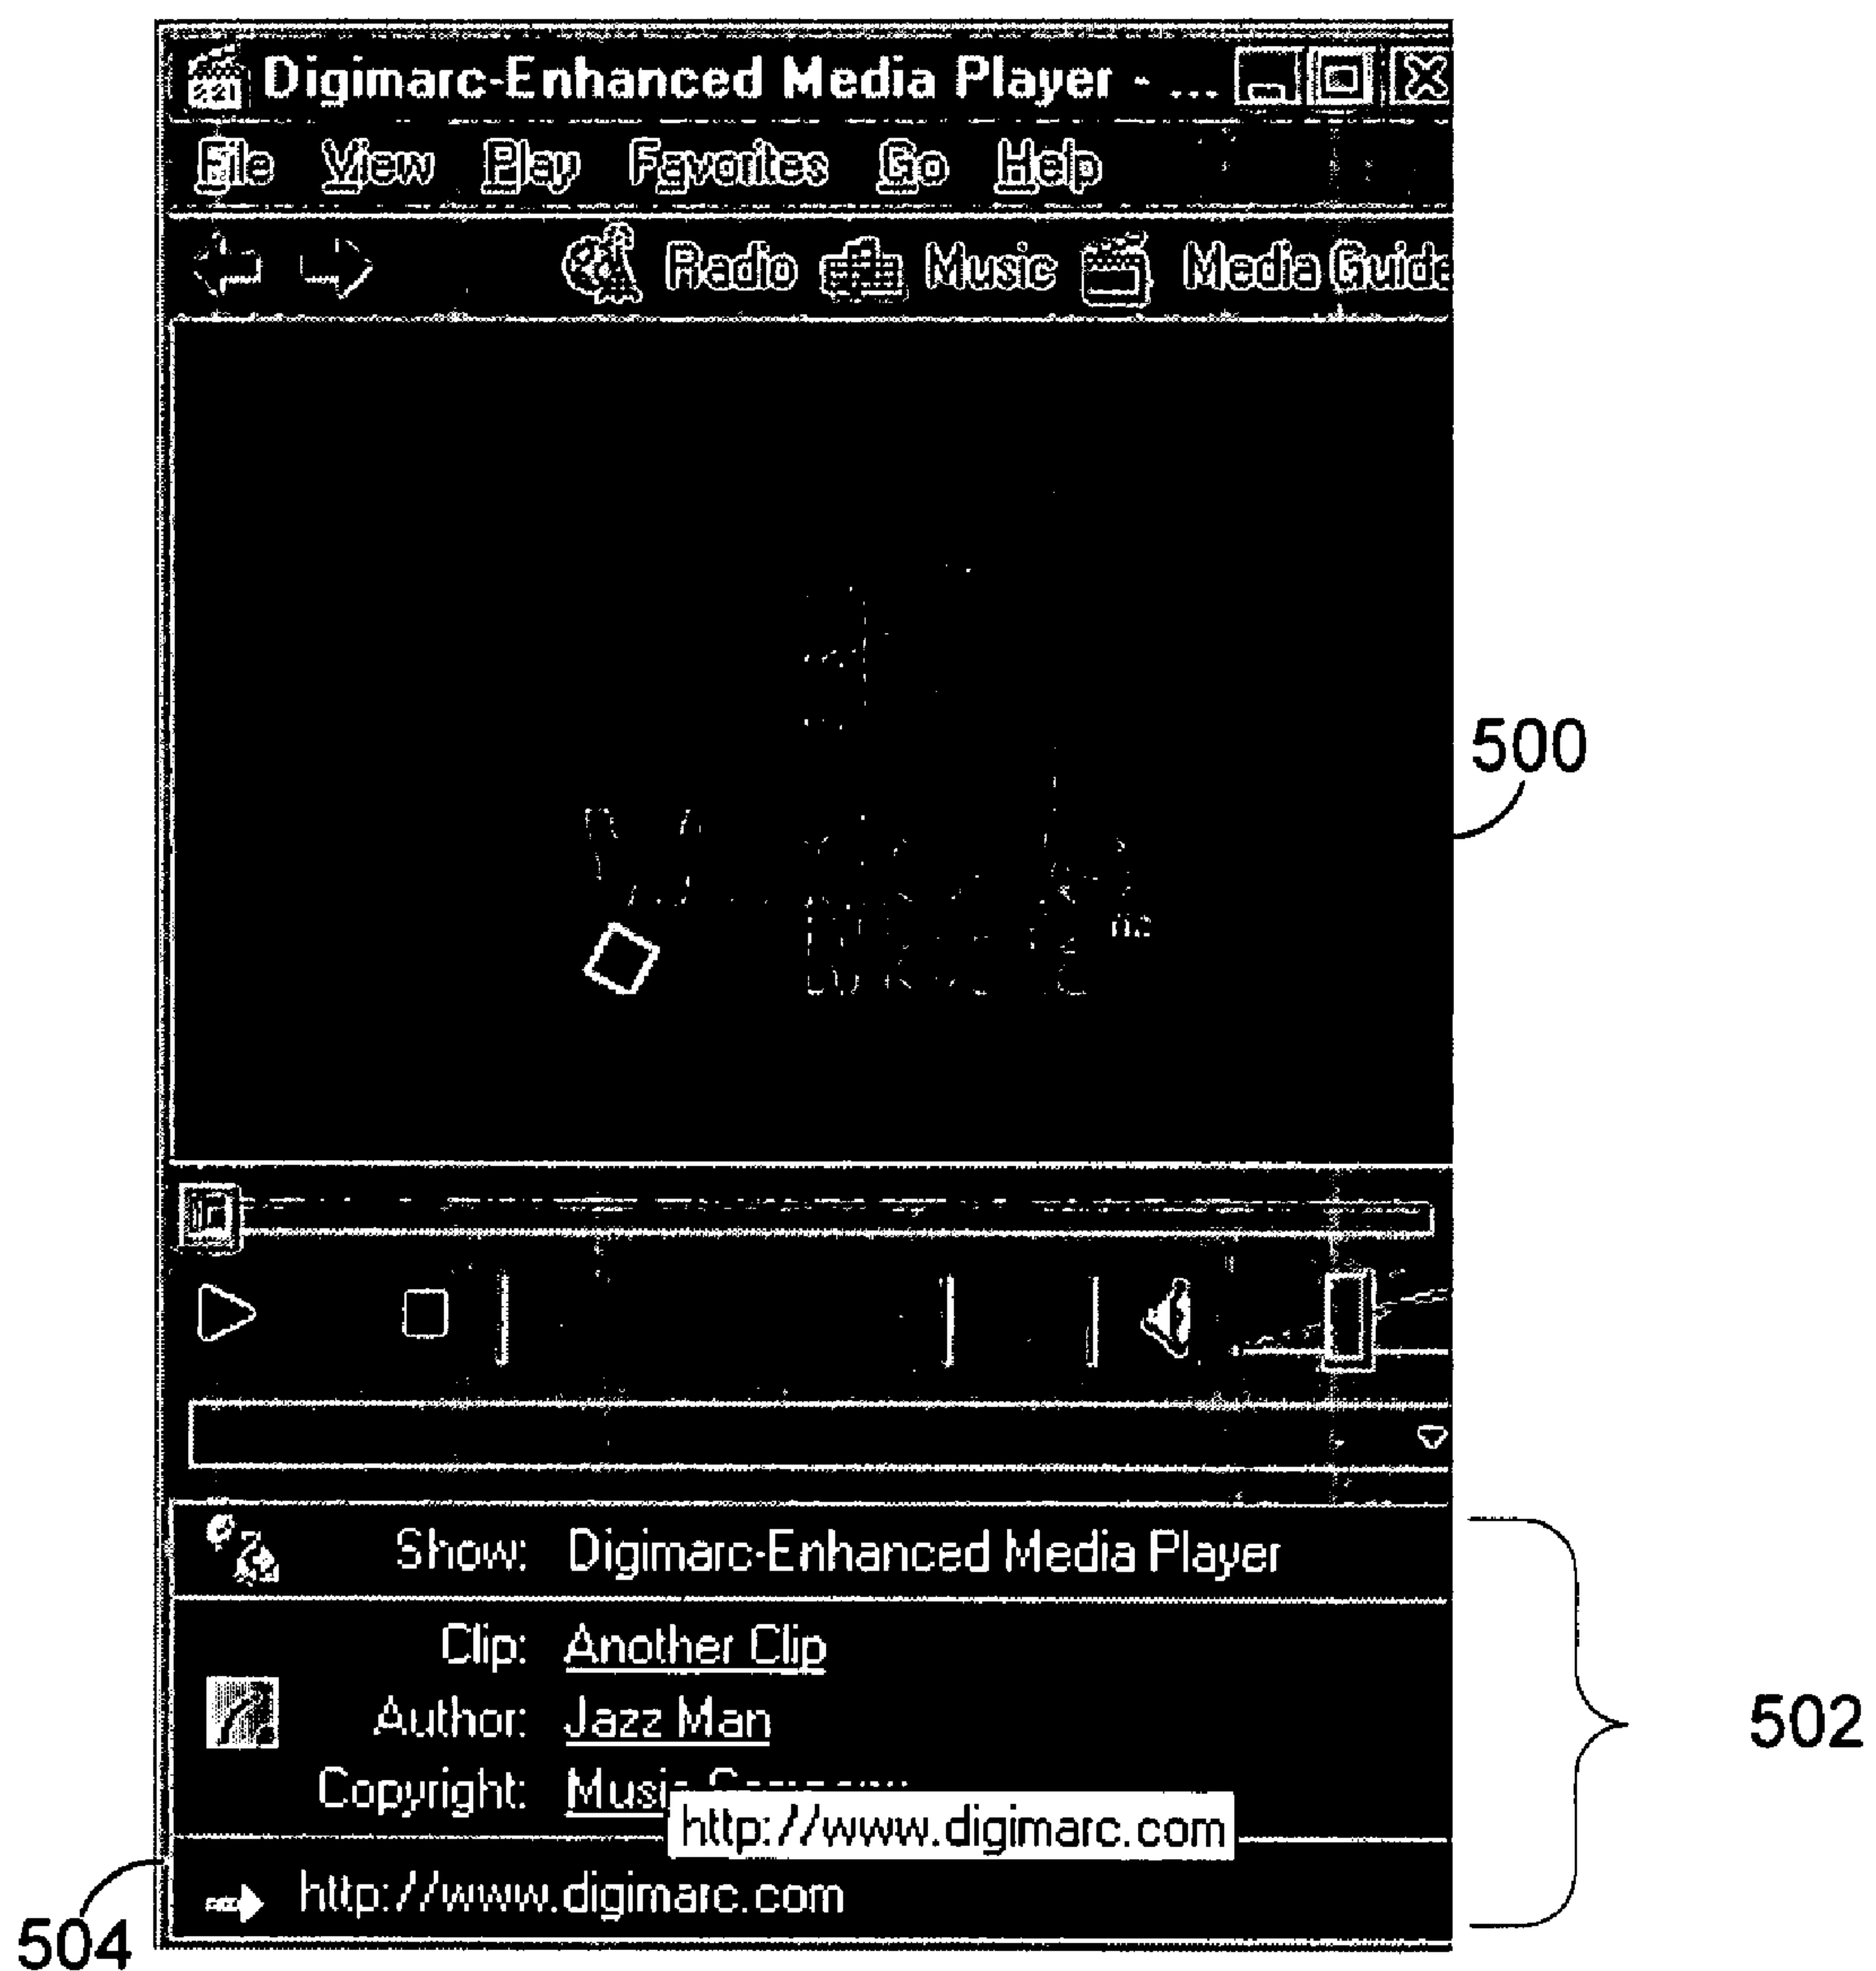 Digimarc-Enhanced Media Player - ...
File View Play Favorites Go Help
Radio Music Media Guide
500
Show: Digimarc-Enhanced Media Player
Clip: Another Clip
Author: Jazz Man
Copyright:
http://www.digimarc.com
http://www.digimarc.com
502
504